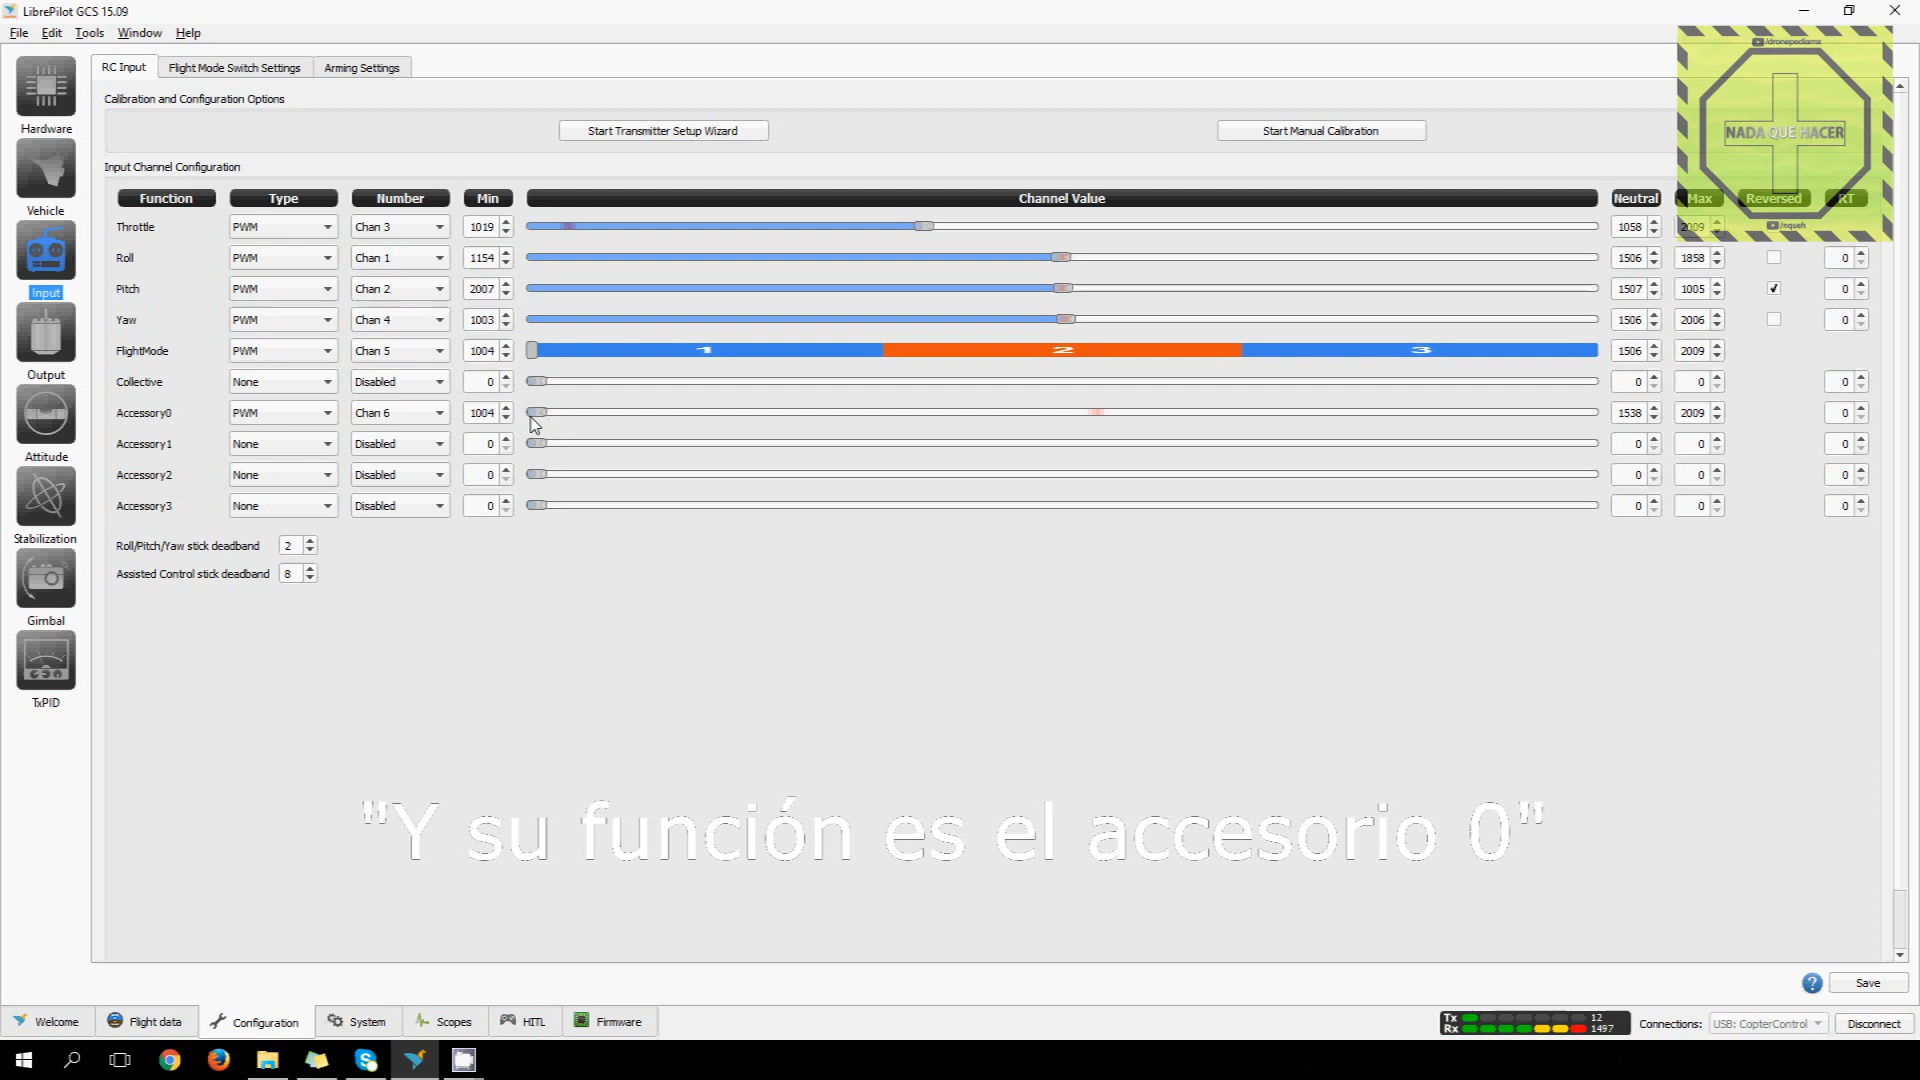 LibrePilot GCS 15.09
File Edit Tools Window Help
RC Input Flight Mode Switch Settings Arming Settings
Calibration and Configuration Options
Start Transmitter Setup Wizard Start Manual Calibration
Input Channel Configuration
Function Type Number Min Channel Value Neutral Max Reversed RT
Throttle PWM Chan 3 1019 1058 2009
Roll PWM Chan 1 1154 1506 1858 0
Pitch PWM Chan 2 2007 1507 1005 0
Yaw PWM Chan 4 1003 1506 2006 0
FlightMode PWM Chan 5 1004 1 2 3 1506 2009
Collective None Disabled 0 0 0 0
Accessory0 PWM Chan 6 1004 1538 2009 0
Accessory1 None Disabled 0 0 0 0
Accessory2 None Disabled 0 0 0 0
Accessory3 None Disabled 0 0 0 0
Roll/Pitch/Yaw stick deadband 2
Assisted Control stick deadband 8
Hardware
Vehicle
Input
Output
Attitude
Stabilization
Gimbal
TxPID
/dronepediamx
NADA QUE HACER
/nqueh
"Y su función es el accesorio 0"
? Save
Welcome Flight data Configuration System Scopes HITL Firmware
Tx 12
Rx 1497
Connections: USB: CopterControl Disconnect